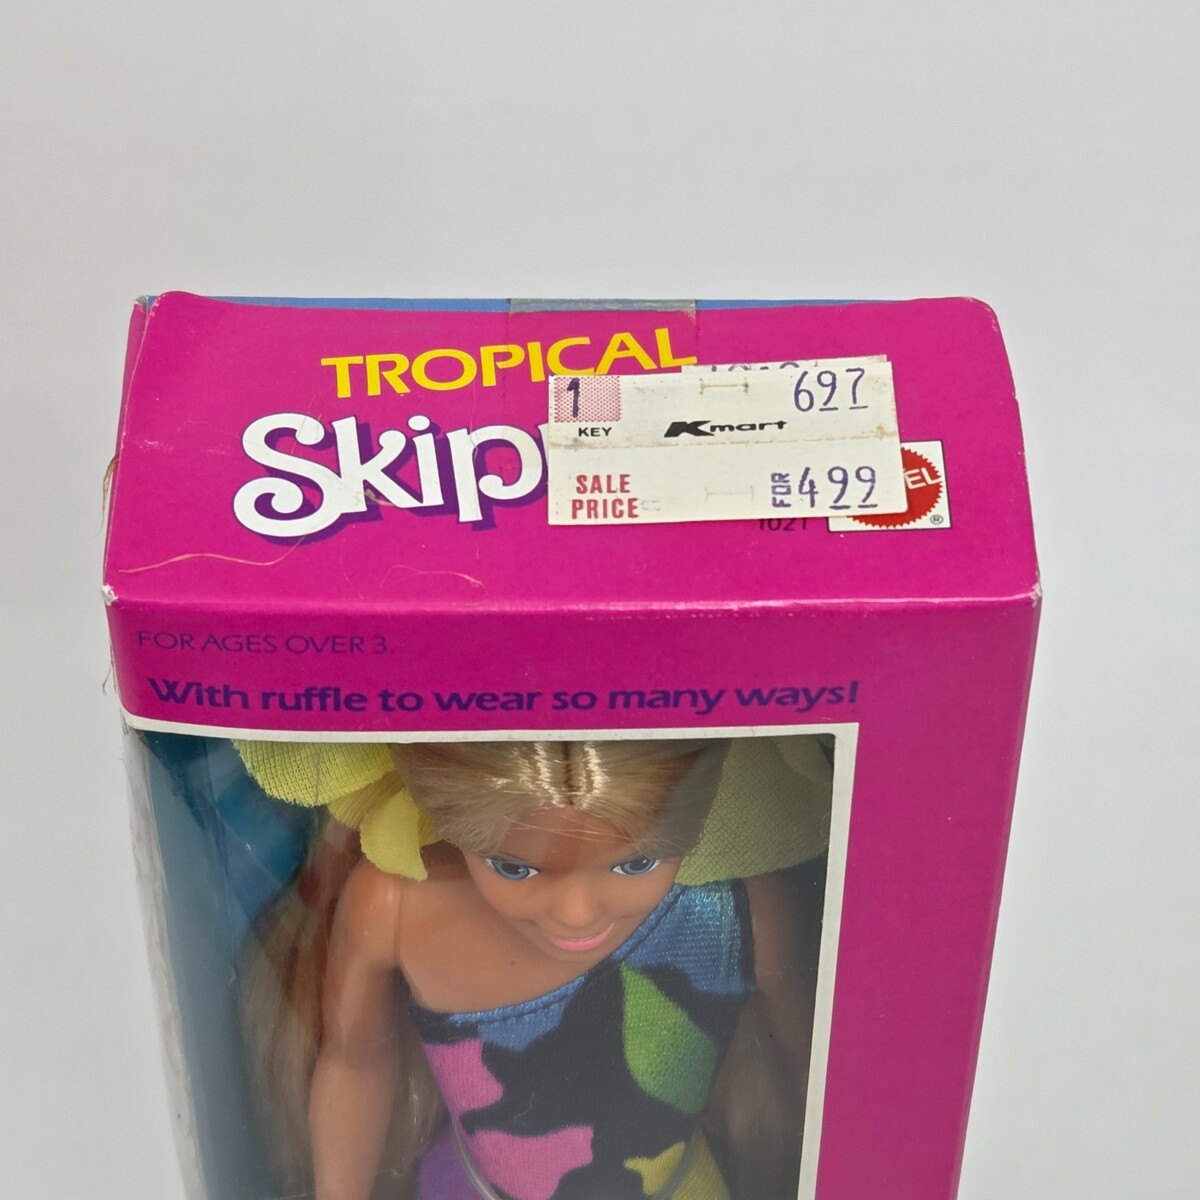 TROPICAL
Skip
1
697
KEY
Kmart
SALE
PRICE
FOR
499
1021
EL
®
FOR AGES OVER 3.
With ruffle to wear so many ways!